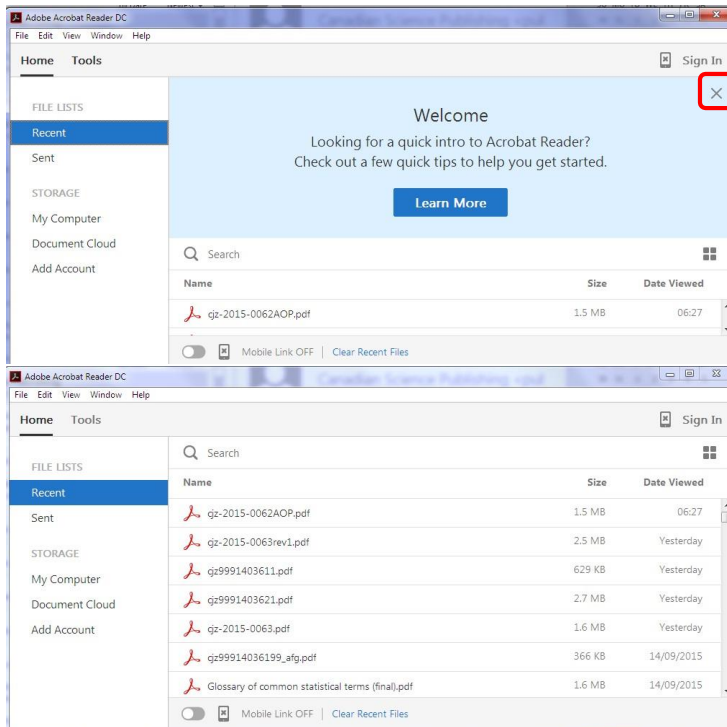 Adobe Acrobat Reader DC
File Edit View Window Help
Home Tools Sign In
FILE LISTS
Recent
Sent
STORAGE
My Computer
Document Cloud
Add Account
Welcome
Looking for a quick intro to Acrobat Reader?
Check out a few quick tips to help you get started.
Learn More
Search
Name Size Date Viewed
cjz-2015-0062AOP.pdf 1.5 MB 06:27
Mobile Link OFF | Clear Recent Files
Adobe Acrobat Reader DC
Canadian Science Publishing
File Edit View Window Help
Home Tools Sign In
FILE LISTS
Recent
Sent
STORAGE
My Computer
Document Cloud
Add Account
Search
Name Size Date Viewed
cjz-2015-0062AOP.pdf 1.5 MB 06:27
cjz-2015-0063rev1.pdf 2.5 MB Yesterday
cjz9991403611.pdf 629 KB Yesterday
cjz9991403621.pdf 2.7 MB Yesterday
cjz-2015-0063.pdf 1.6 MB Yesterday
cjz99914036199_afg.pdf 366 KB 14/09/2015
Glossary of common statistical terms (final).pdf 1.6 MB 14/09/2015
Mobile Link OFF | Clear Recent Files